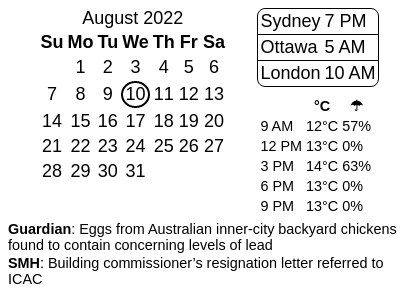 August 2022
Su Mo Tu We Th Fr Sa
1 2 3 4 5 6
7 8 9 10 11 12 13
14 15 16 17 18 19 20
21 22 23 24 25 26 27
28 29 30 31
Sydney 7 PM
Ottawa 5 AM
London 10 AM
°C ☂
9 AM 12°C 57%
12 PM 13°C 0%
3 PM 14°C 63%
6 PM 13°C 0%
9 PM 13°C 0%
Guardian: Eggs from Australian inner-city backyard chickens
found to contain concerning levels of lead
SMH: Building commissioner's resignation letter referred to
ICAC